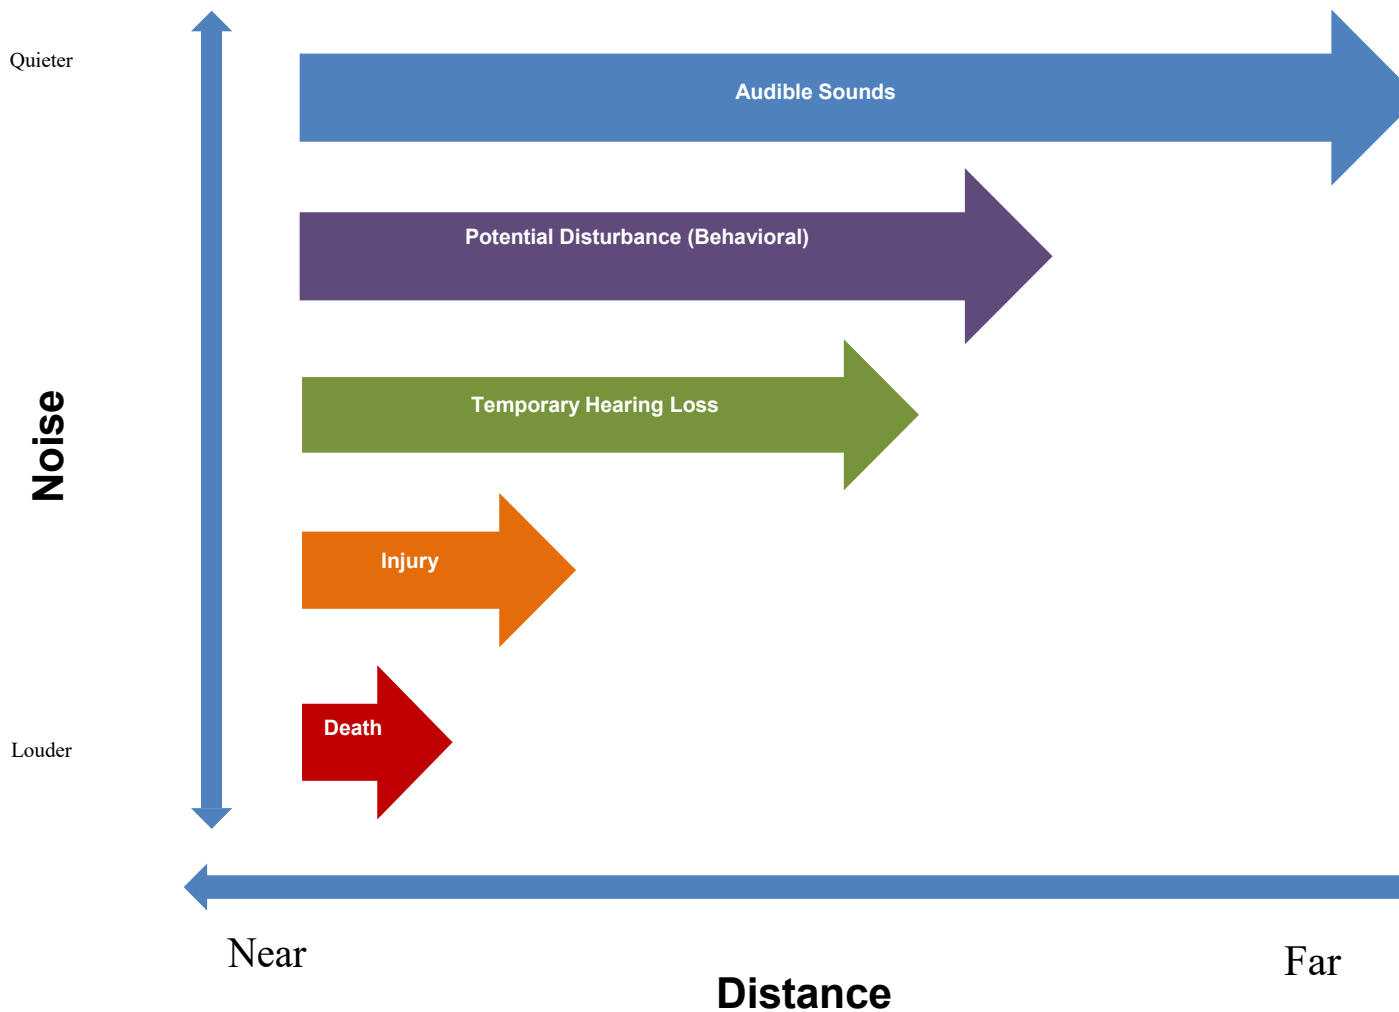 Quieter
Audible Sounds
Potential Disturbance (Behavioral)
Noise
Temporary Hearing Loss
Injury
Death
Louder
Near
Far
Distance